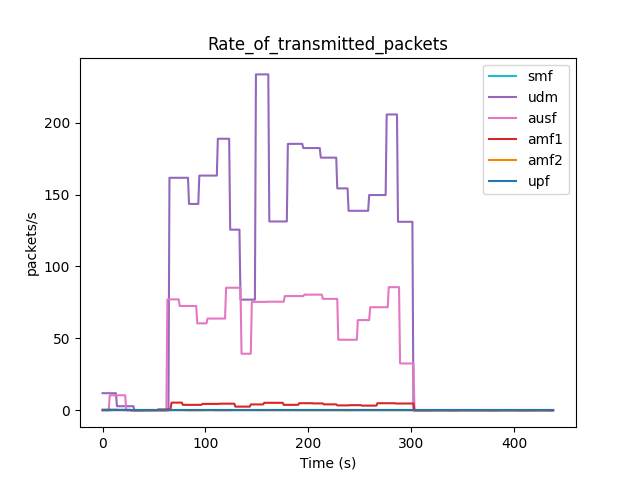 Rate_of_transmitted_packets
smf
udm
ausf
amf1
amf2
upf
packets/s
200
150
100
50
0
0 100 200 300 400
Time (s)